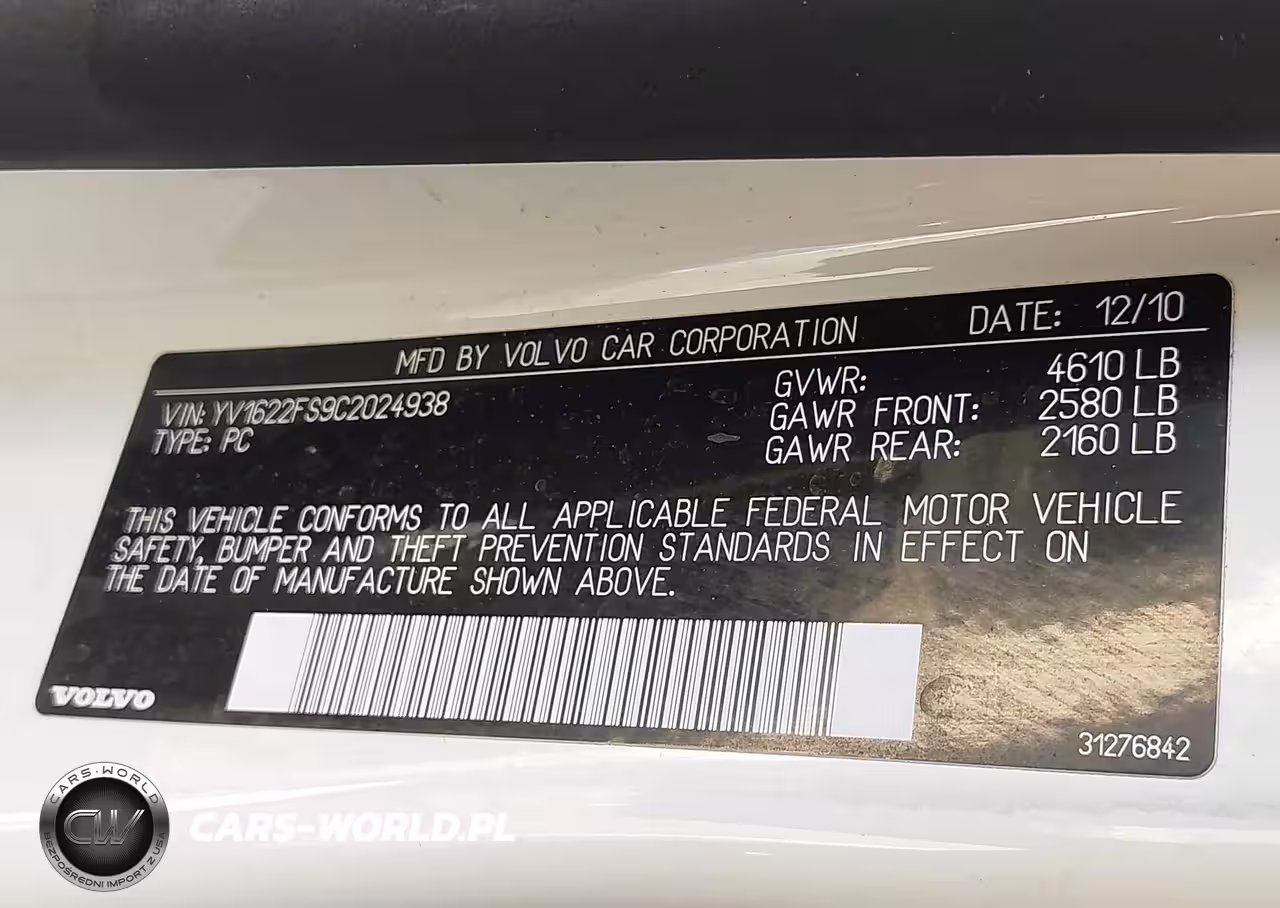 MFD BY VOLVO CAR CORPORATION DATE: 12/10
VIN: YV1622FS9C2024938 GVWR: 4610 LB
TYPE: PC GAWR FRONT: 2580 LB
GAWR REAR: 2160 LB
THIS VEHICLE CONFORMS TO ALL APPLICABLE FEDERAL MOTOR VEHICLE
SAFETY, BUMPER AND THEFT PREVENTION STANDARDS IN EFFECT ON
THE DATE OF MANUFACTURE SHOWN ABOVE.
VOLVO
31276842
CARS-WORLD
CW
BEZPOŚREDNI IMPORT Z USA
CARS-WORLD.PL